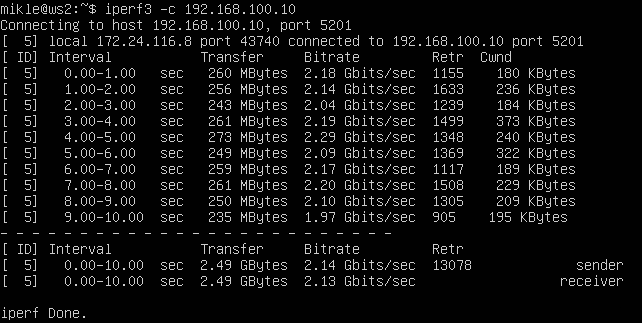 mikle@ws2:~$ iperf3 -c 192.168.100.10
Connecting to host 192.168.100.10, port 5201
[  5] local 172.24.116.8 port 43740 connected to 192.168.100.10 port 5201
[ ID] Interval           Transfer     Bitrate         Retr  Cwnd
[  5]   0.00-1.00   sec   260 MBytes  2.18 Gbits/sec  1155    180 KBytes
[  5]   1.00-2.00   sec   256 MBytes  2.14 Gbits/sec  1633    236 KBytes
[  5]   2.00-3.00   sec   243 MBytes  2.04 Gbits/sec  1239    184 KBytes
[  5]   3.00-4.00   sec   261 MBytes  2.19 Gbits/sec  1499    373 KBytes
[  5]   4.00-5.00   sec   273 MBytes  2.29 Gbits/sec  1348    240 KBytes
[  5]   5.00-6.00   sec   249 MBytes  2.09 Gbits/sec  1369    322 KBytes
[  5]   6.00-7.00   sec   259 MBytes  2.17 Gbits/sec  1117    189 KBytes
[  5]   7.00-8.00   sec   261 MBytes  2.20 Gbits/sec  1508    229 KBytes
[  5]   8.00-9.00   sec   250 MBytes  2.10 Gbits/sec  1305    209 KBytes
[  5]   9.00-10.00  sec   235 MBytes  1.97 Gbits/sec  905    195 KBytes
- - - - - - - - - - - - - - - - - - - - - - - - -
[ ID] Interval           Transfer     Bitrate         Retr
[  5]   0.00-10.00  sec  2.49 GBytes  2.14 Gbits/sec  13078             sender
[  5]   0.00-10.00  sec  2.49 GBytes  2.13 Gbits/sec                  receiver
iperf Done.